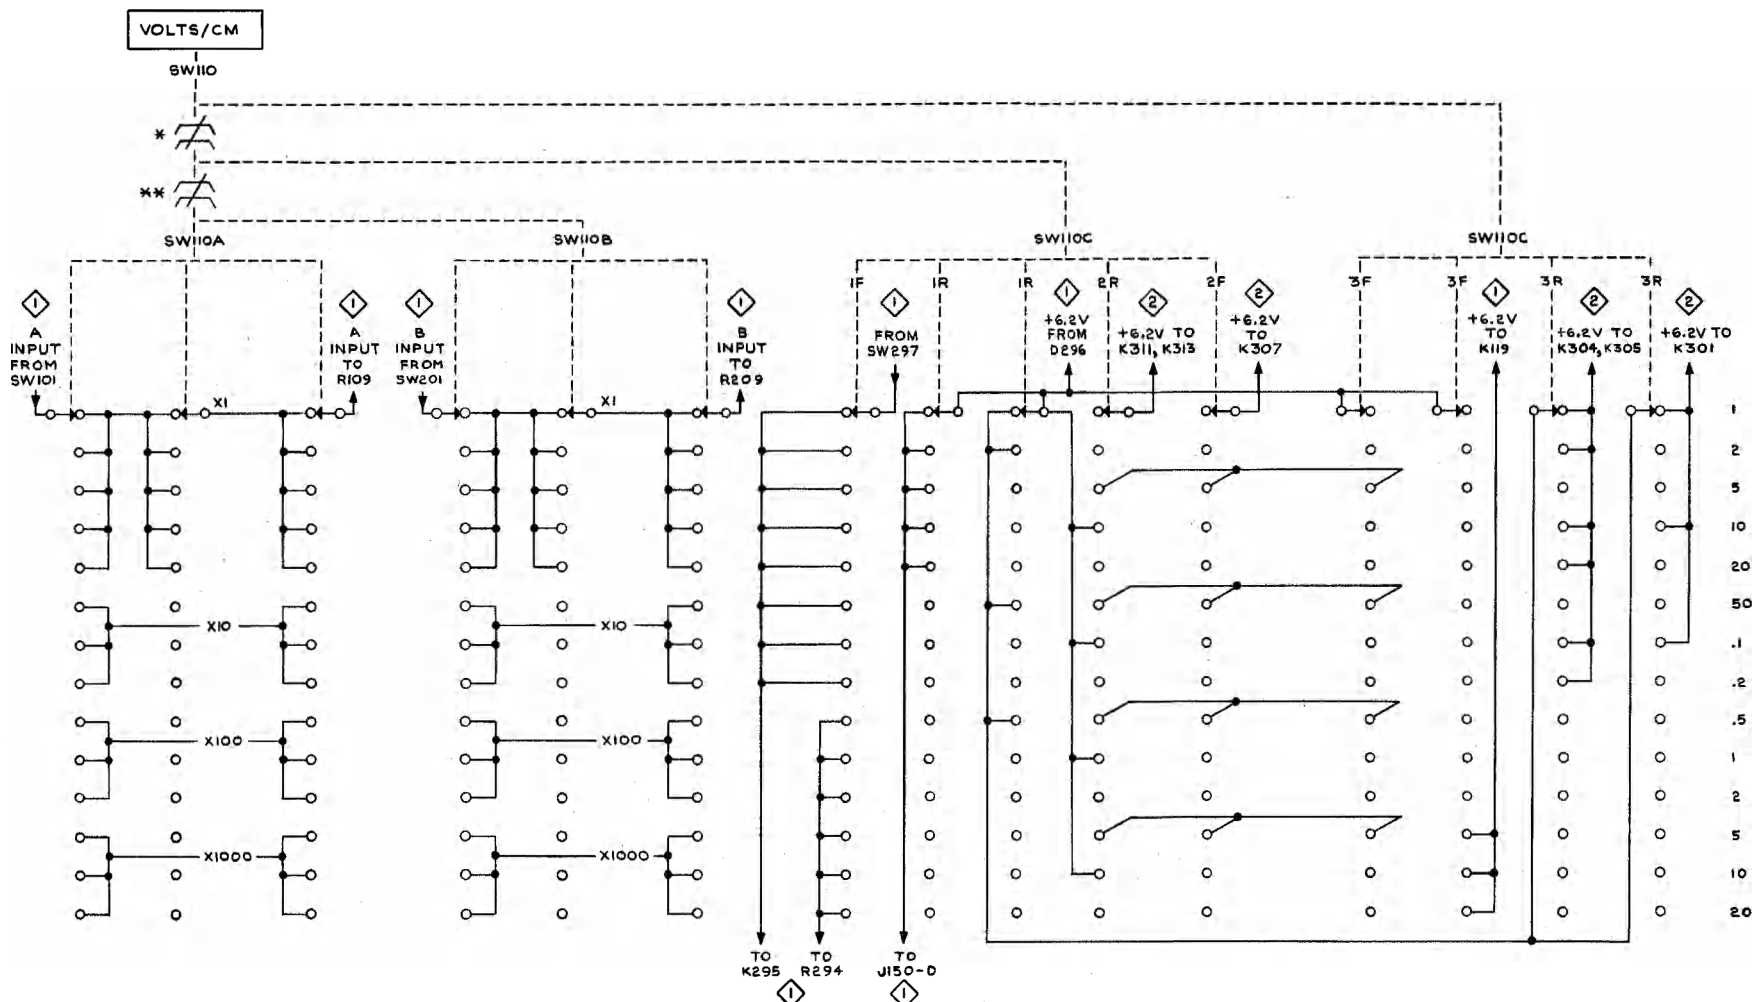 VOLTS/CM
SW110
*
**
SW110A
SW110B
SW110C
SW110C
1F
1R
1R
2R
2F
3F
3F
3R
3R
1
A
INPUT
FROM
SW101
1
A
INPUT
TO
R109
1
B
INPUT
FROM
SW201
1
B
INPUT
TO
R209
1
FROM
SW297
1
+6.2V
FROM
D296
2
+6.2V TO
K311, K313
2
+6.2V
TO
K307
1
+6.2V
TO
K119
2
+6.2V TO
K304, K305
2
+6.2V TO
K301
X1
X1
1
2
5
10
20
X10
X10
50
.1
.2
X100
X100
.5
1
2
X1000
X1000
5
10
20
TO
K295
TO
R294
1
TO
J150-D
1